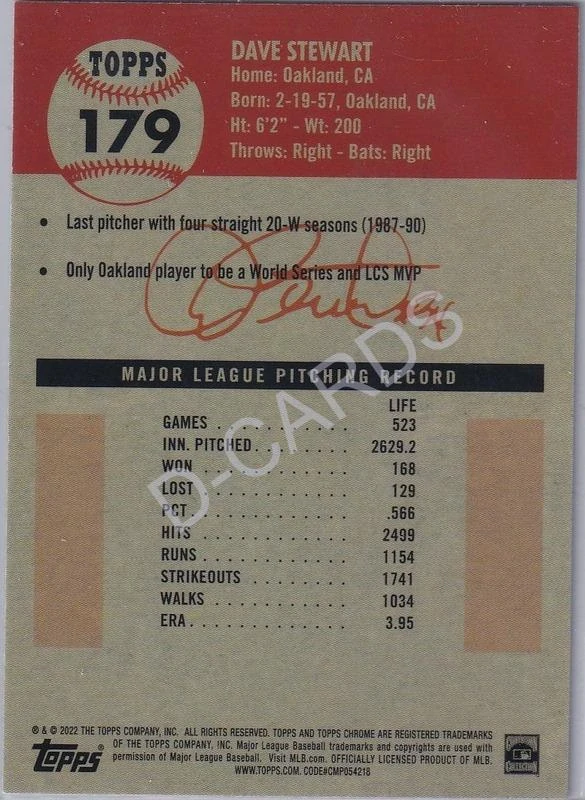 TOPPS
179
DAVE STEWART
Home: Oakland, CA
Born: 2-19-57, Oakland, CA
Ht: 6'2" - Wt: 200
Throws: Right - Bats: Right
• Last pitcher with four straight 20-W seasons (1987-90)
• Only Oakland player to be a World Series and LCS MVP
D-CARDS
MAJOR LEAGUE PITCHING RECORD
LIFE
GAMES . . . . . . . . . . . . 523
INN. PITCHED . . . . . . . . . 2629.2
WON . . . . . . . . . . . . . 168
LOST . . . . . . . . . . . . . 129
PCT. . . . . . . . . . . . . . .566
HITS . . . . . . . . . . . . . 2499
RUNS . . . . . . . . . . . . . 1154
STRIKEOUTS . . . . . . . . 1741
WALKS . . . . . . . . . . . . 1034
ERA. . . . . . . . . . . . . . 3.95
® & © 2022 THE TOPPS COMPANY, INC. ALL RIGHTS RESERVED. TOPPS AND TOPPS CHROME ARE REGISTERED TRADEMARKS
OF THE TOPPS COMPANY, INC. Major League Baseball trademarks and copyrights are used with
permission of Major League Baseball. Visit MLB.com. OFFICIALLY LICENSED PRODUCT OF MLB.
WWW.TOPPS.COM. CODE#CMP054218
topps
COLLECTION